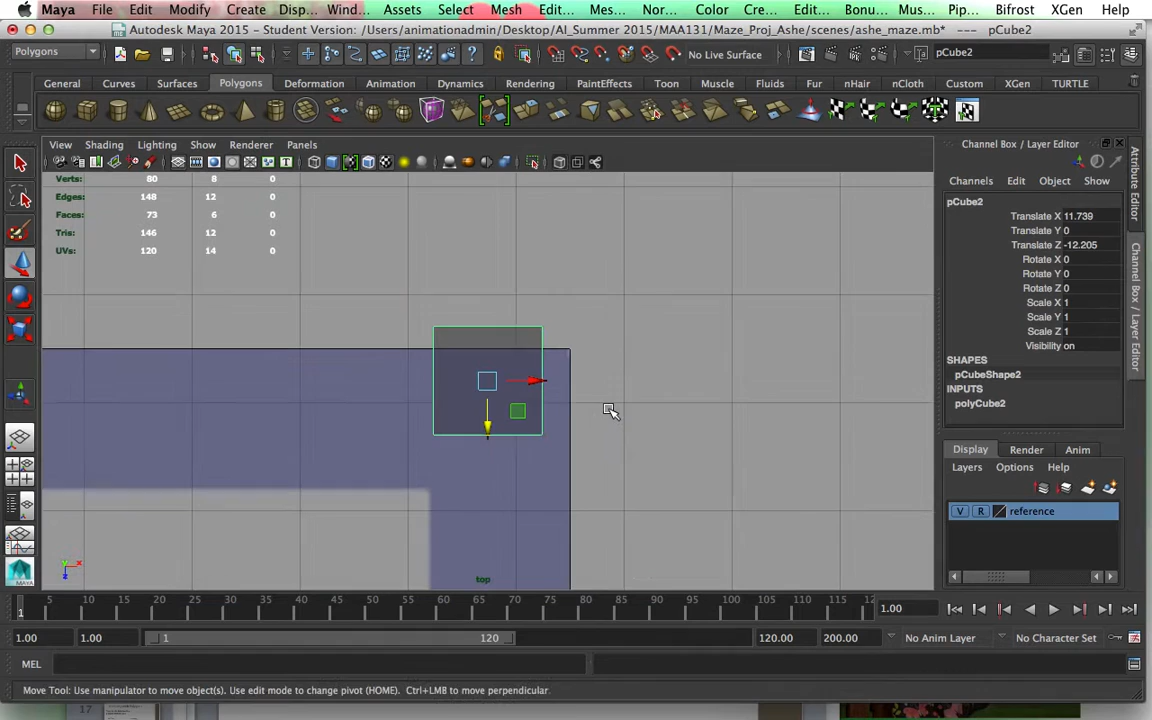 Maya File Edit Modify Create Disp... Wind... Assets Select Mesh Edit... Mes... Nor... Color Cre... Edit... Bonu... Mus... Pip... Bifrost XGen Help
Autodesk Maya 2015 - Student Version: /Users/animationadmin/Desktop/AI_Summer 2015/MAA131/Maze_Proj_Ashe/scenes/ashe_maze.mb* --- pCube2
Polygons
No Live Surface
pCube2
General Curves Surfaces Polygons Deformation Animation Dynamics Rendering PaintEffects Toon Muscle Fluids Fur nHair nCloth Custom XGen TURTLE
View Shading Lighting Show Renderer Panels
Channel Box / Layer Editor
Channels Edit Object Show
Verts: 80 8 0
Edges: 148 12 0
Faces: 73 6 0
Tris: 146 12 0
UVs: 120 14 0
pCube2
Translate X 11.739
Translate Y 0
Translate Z -12.205
Rotate X 0
Rotate Y 0
Rotate Z 0
Scale X 1
Scale Y 1
Scale Z 1
Visibility on
SHAPES
pCubeShape2
INPUTS
polyCube2
Attribute Editor
Channel Box / Layer Editor
Display Render Anim
Layers Options Help
V R reference
top
1 5 10 15 20 25 30 35 40 45 50 55 60 65 70 75 80 85 90 95 100 105 110 115 12
1.00
1.00 1.00 1 120 120.00 200.00 No Anim Layer No Character Set
MEL
Move Tool: Use manipulator to move object(s). Use edit mode to change pivot (HOME). Ctrl+LMB to move perpendicular.
17